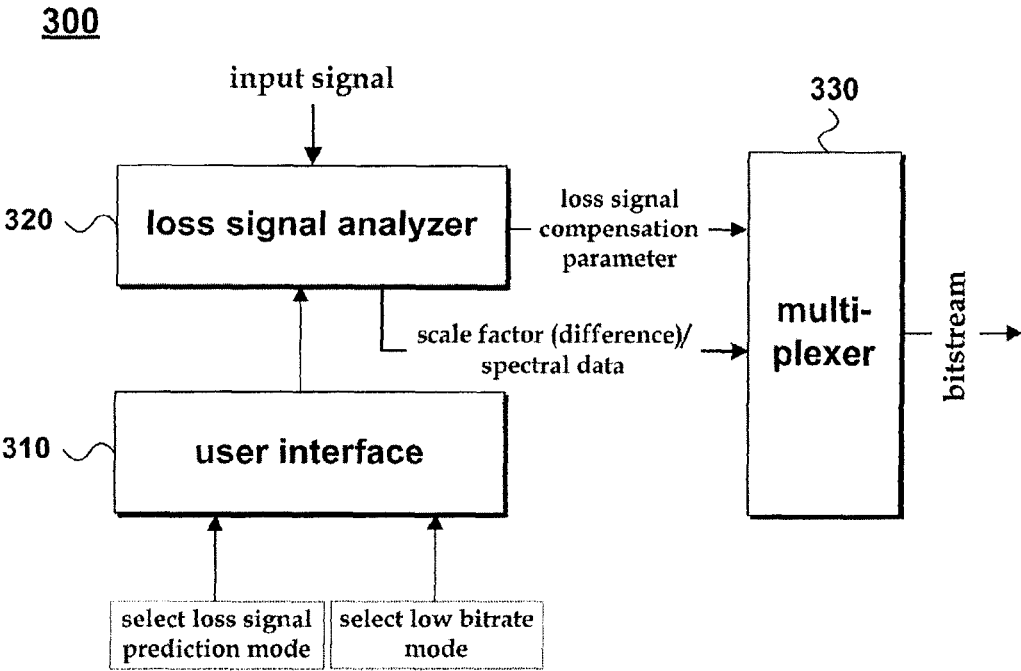 300
input signal
330
320
loss signal analyzer
loss signal
compensation
parameter
scale factor (difference)/
spectral data
multi-
plexer
bitstream
310
user interface
select loss signal
prediction mode
select low bitrate
mode